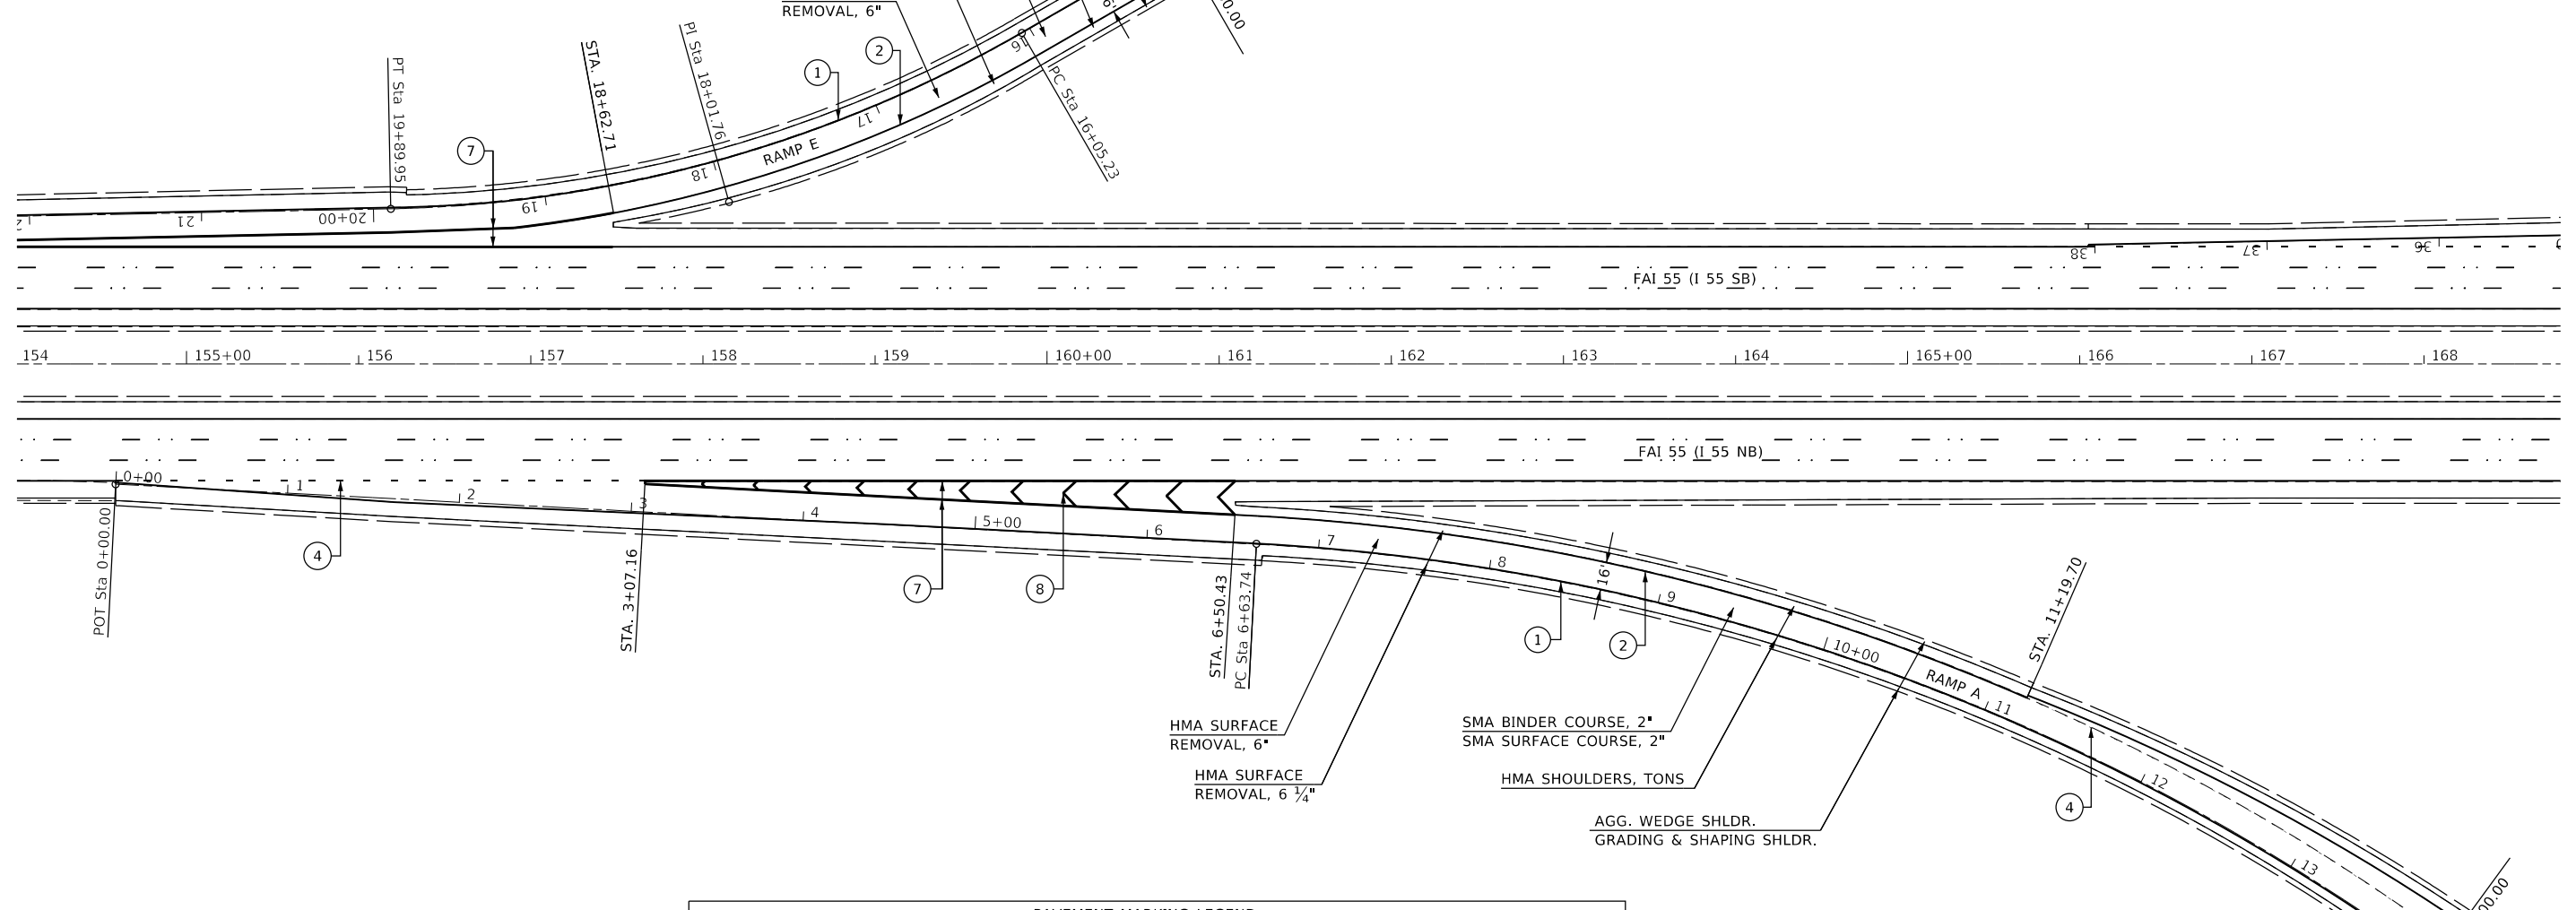 REMOVAL, 6"
1
2
PI Sta 18+01.76
STA. 18+62.71
PT Sta 19+89.95
7
16
PC Sta 16+05.23
17
RAMP E
18
19
20+00
21
38
37
36
FAI 55 (I 55 SB)
154
155+00
156
157
158
159
160+00
161
162
163
164
165+00
166
167
168
FAI 55 (I 55 NB)
0+00
1
2
3
4
5+00
6
7
8
9
10+00
11
12
13
POT Sta 0+00.00
4
STA. 3+07.16
7
8
STA. 6+50.43
PC Sta 6+63.74
16'
1
2
RAMP A
STA. 11+19.70
4
HMA SURFACE
REMOVAL, 6"
HMA SURFACE
REMOVAL, 6 ¼"
SMA BINDER COURSE, 2"
SMA SURFACE COURSE, 2"
HMA SHOULDERS, TONS
AGG. WEDGE SHLDR.
GRADING & SHAPING SHLDR.